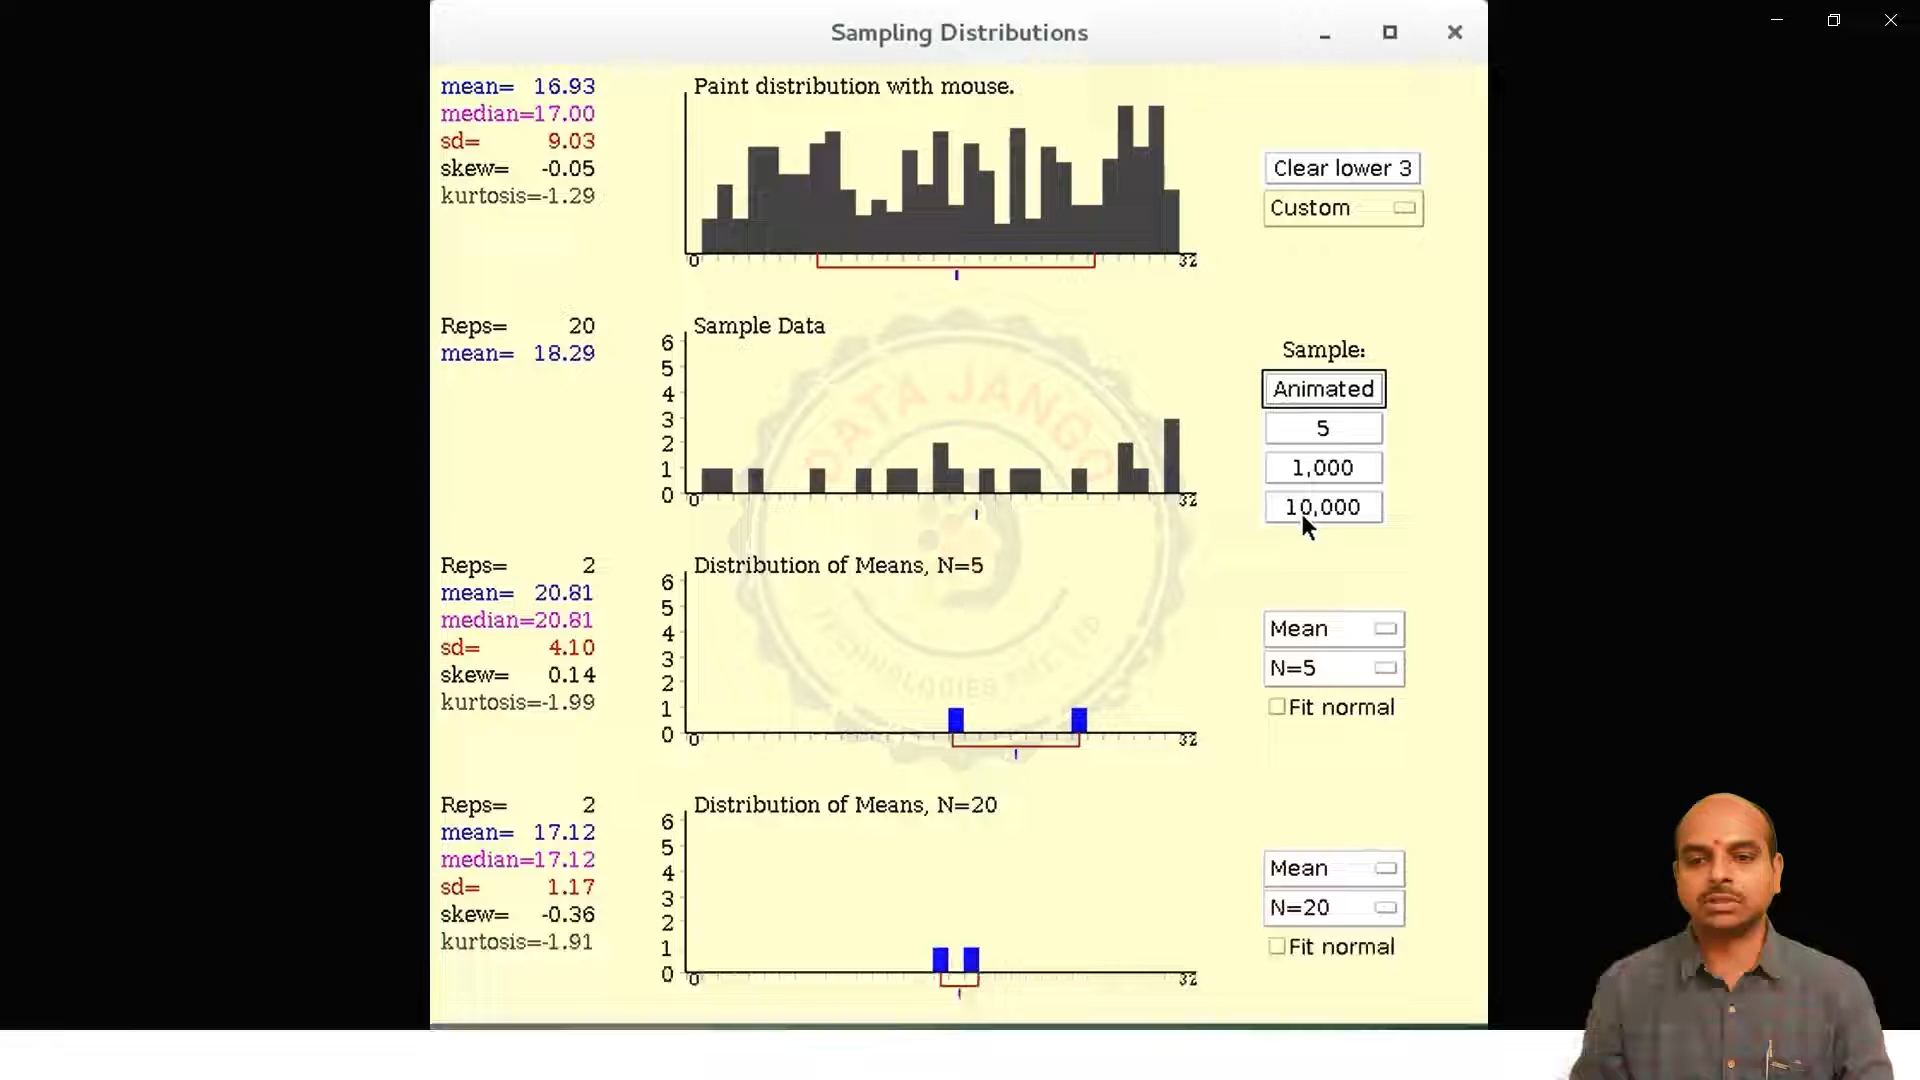 Sampling Distributions
mean= 16.93
median=17.00
sd= 9.03
skew= -0.05
kurtosis=-1.29
Paint distribution with mouse.
0 32
Clear lower 3
Custom
Reps= 20
mean= 18.29
Sample Data
6
5
4
3
2
1
0
0 32
Sample:
Animated
5
1,000
10,000
DATA JANGO
TECHNOLOGIES PVT LTD
Reps= 2
mean= 20.81
median=20.81
sd= 4.10
skew= 0.14
kurtosis=-1.99
Distribution of Means, N=5
6
5
4
3
2
1
0
0 32
Mean
N=5
Fit normal
Reps= 2
mean= 17.12
median=17.12
sd= 1.17
skew= -0.36
kurtosis=-1.91
Distribution of Means, N=20
6
5
4
3
2
1
0
0 32
Mean
N=20
Fit normal